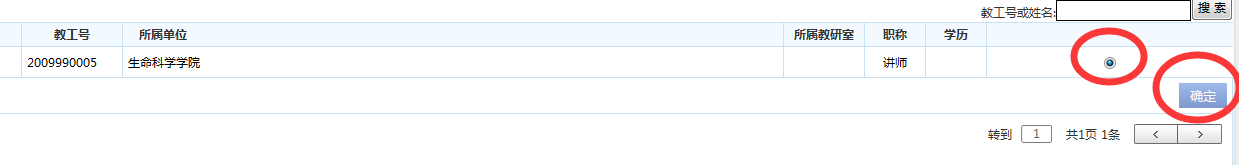 教工号或姓名: 搜 索
教工号 所属单位 所属教研室 职称 学历
2009990005 生命科学学院 讲师
确定
转到 1 共1页 1条 < >